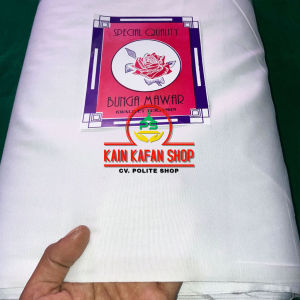 SPECIAL QUALITY
BUNGA MAWAR
KAIN KAFAN SHOP
CV. POLITE SHOP